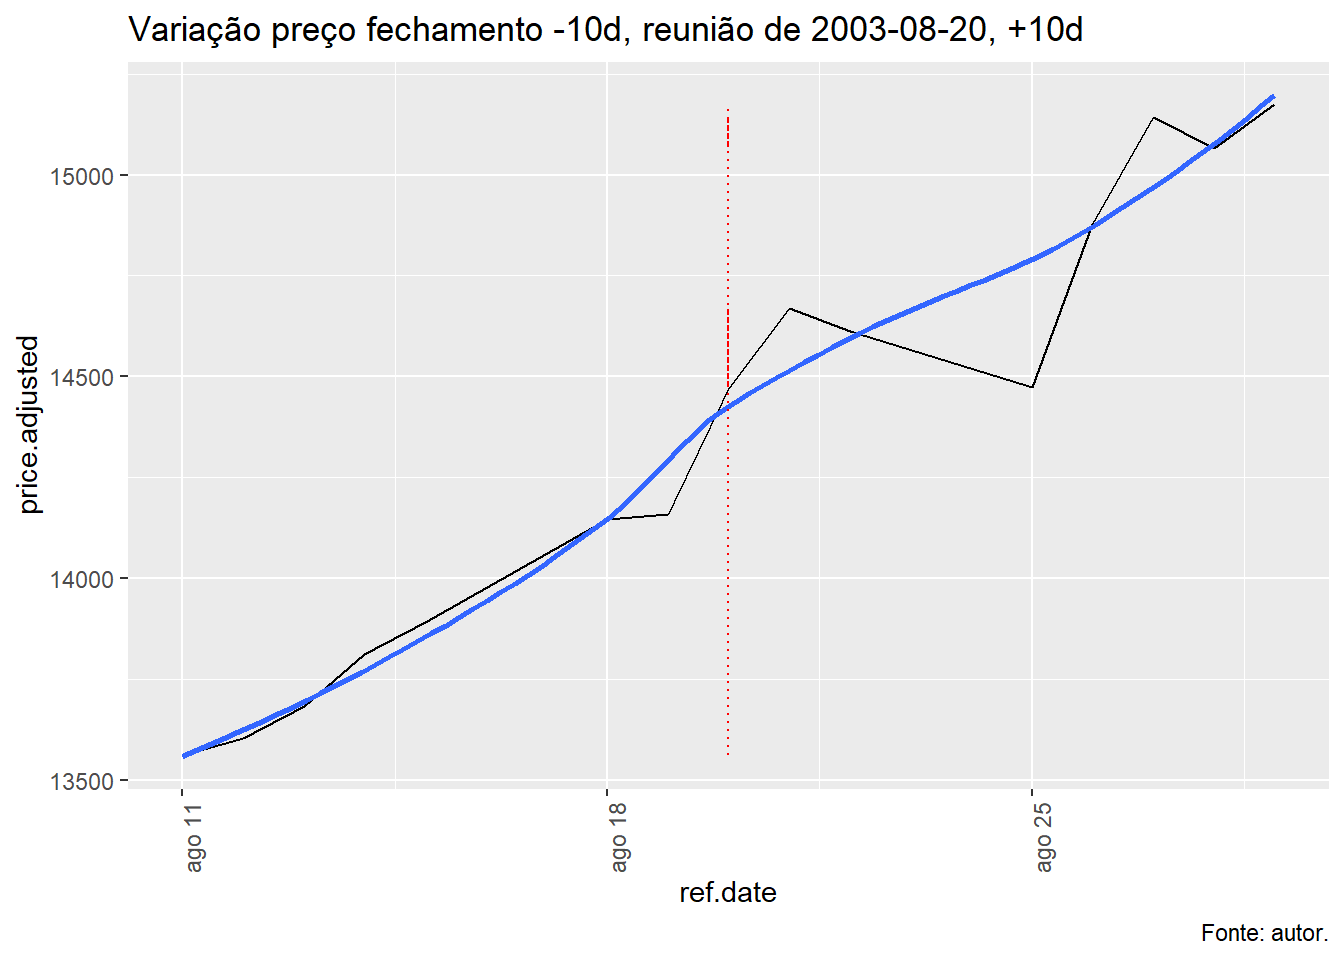 Variação preço fechamento -10d, reunião de 2003-08-20, +10d
price.adjusted
15000
14500
14000
13500
ago 11
ago 18
ago 25
ref.date
Fonte: autor.